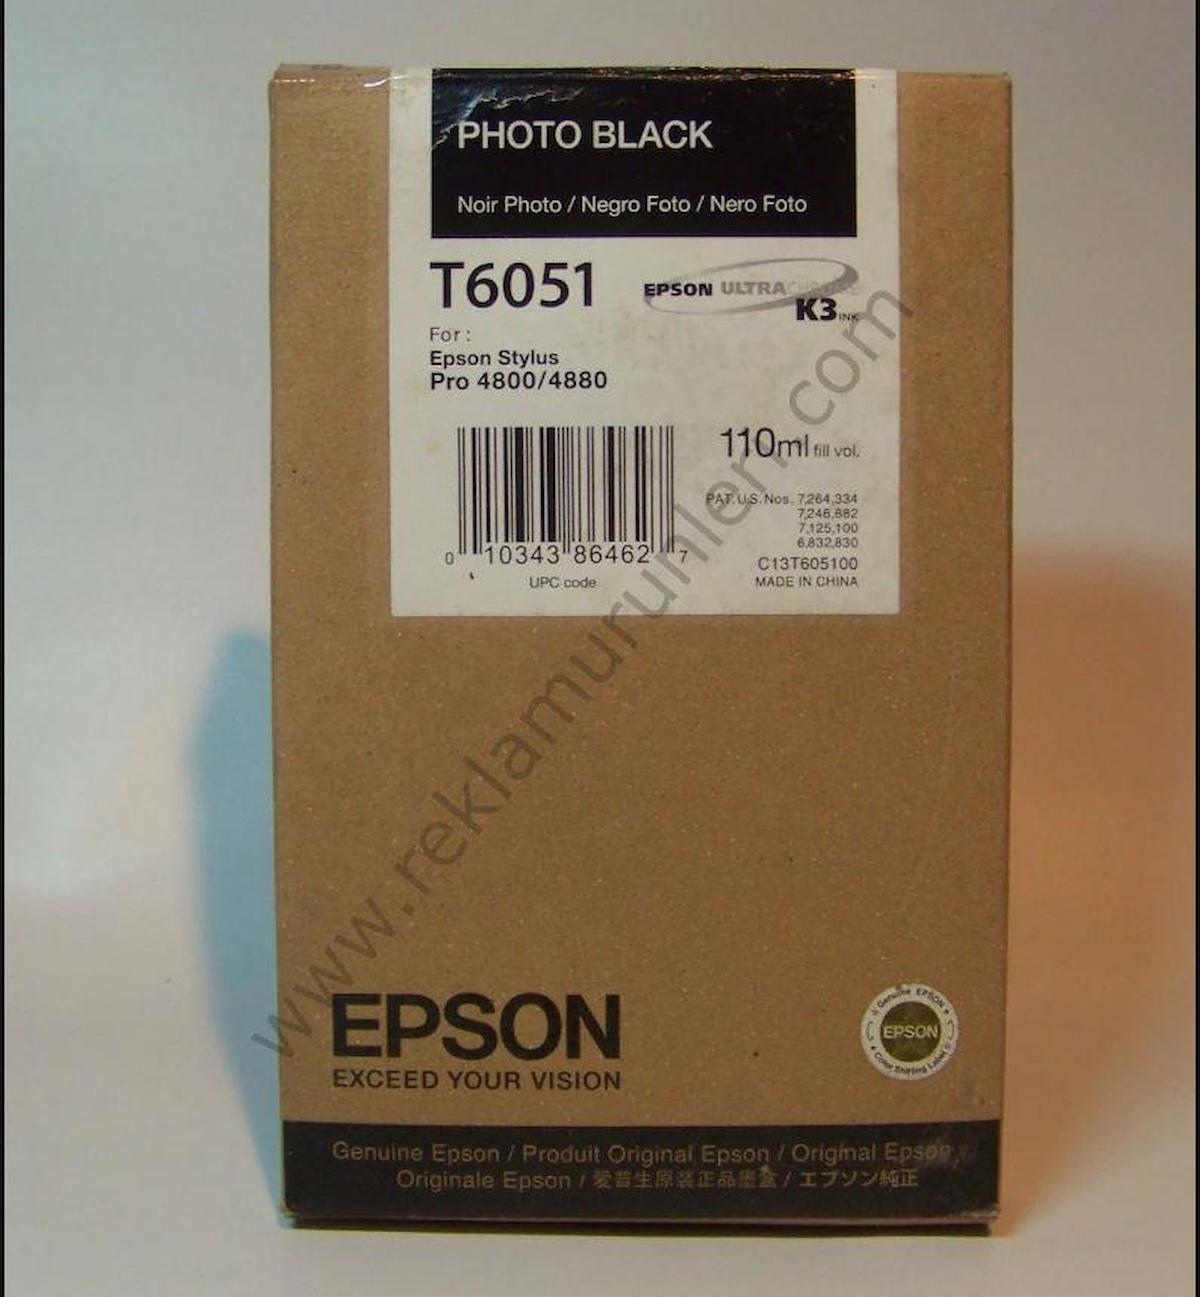 PHOTO BLACK
Noir Photo / Negro Foto / Nero Foto
T6051
EPSON ULTRACHROME
K3 INK
For :
Epson Stylus
Pro 4800/4880
110ml fill vol.
PAT. U.S. Nos. 7,264,334
7,246,882
7,125,100
6,832,830
0 10343 86462 7
C13T605100
UPC code
MADE IN CHINA
www.reklamurunleri.com
EPSON
EXCEED YOUR VISION
Genuine EPSON
EPSON
Color Shifting Label
Genuine Epson / Produit Original Epson / Original Epson /
Originale Epson / 爱普生原装正品墨盒 / エプソン純正